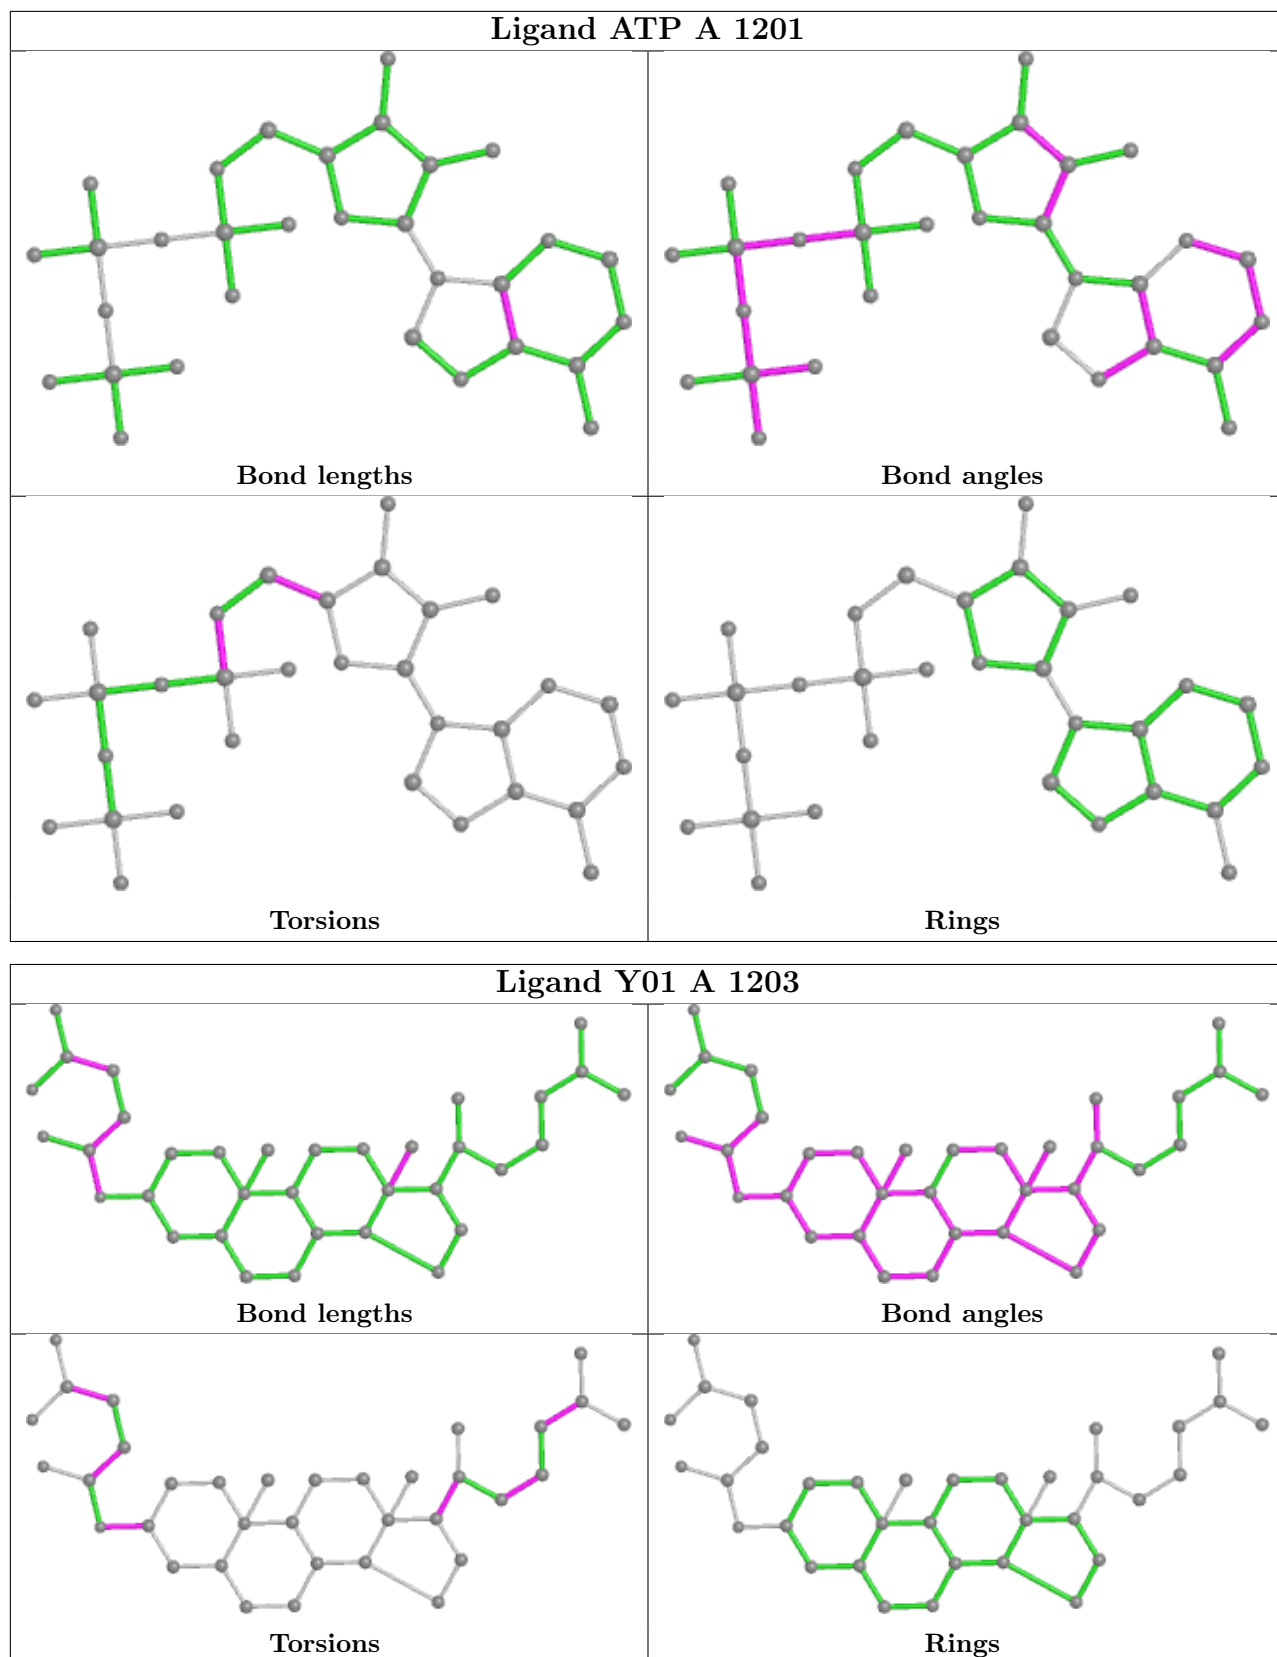 Ligand ATP A 1201
Bond lengths
Bond angles
Torsions
Rings
Ligand Y01 A 1203
Bond lengths
Bond angles
Torsions
Rings